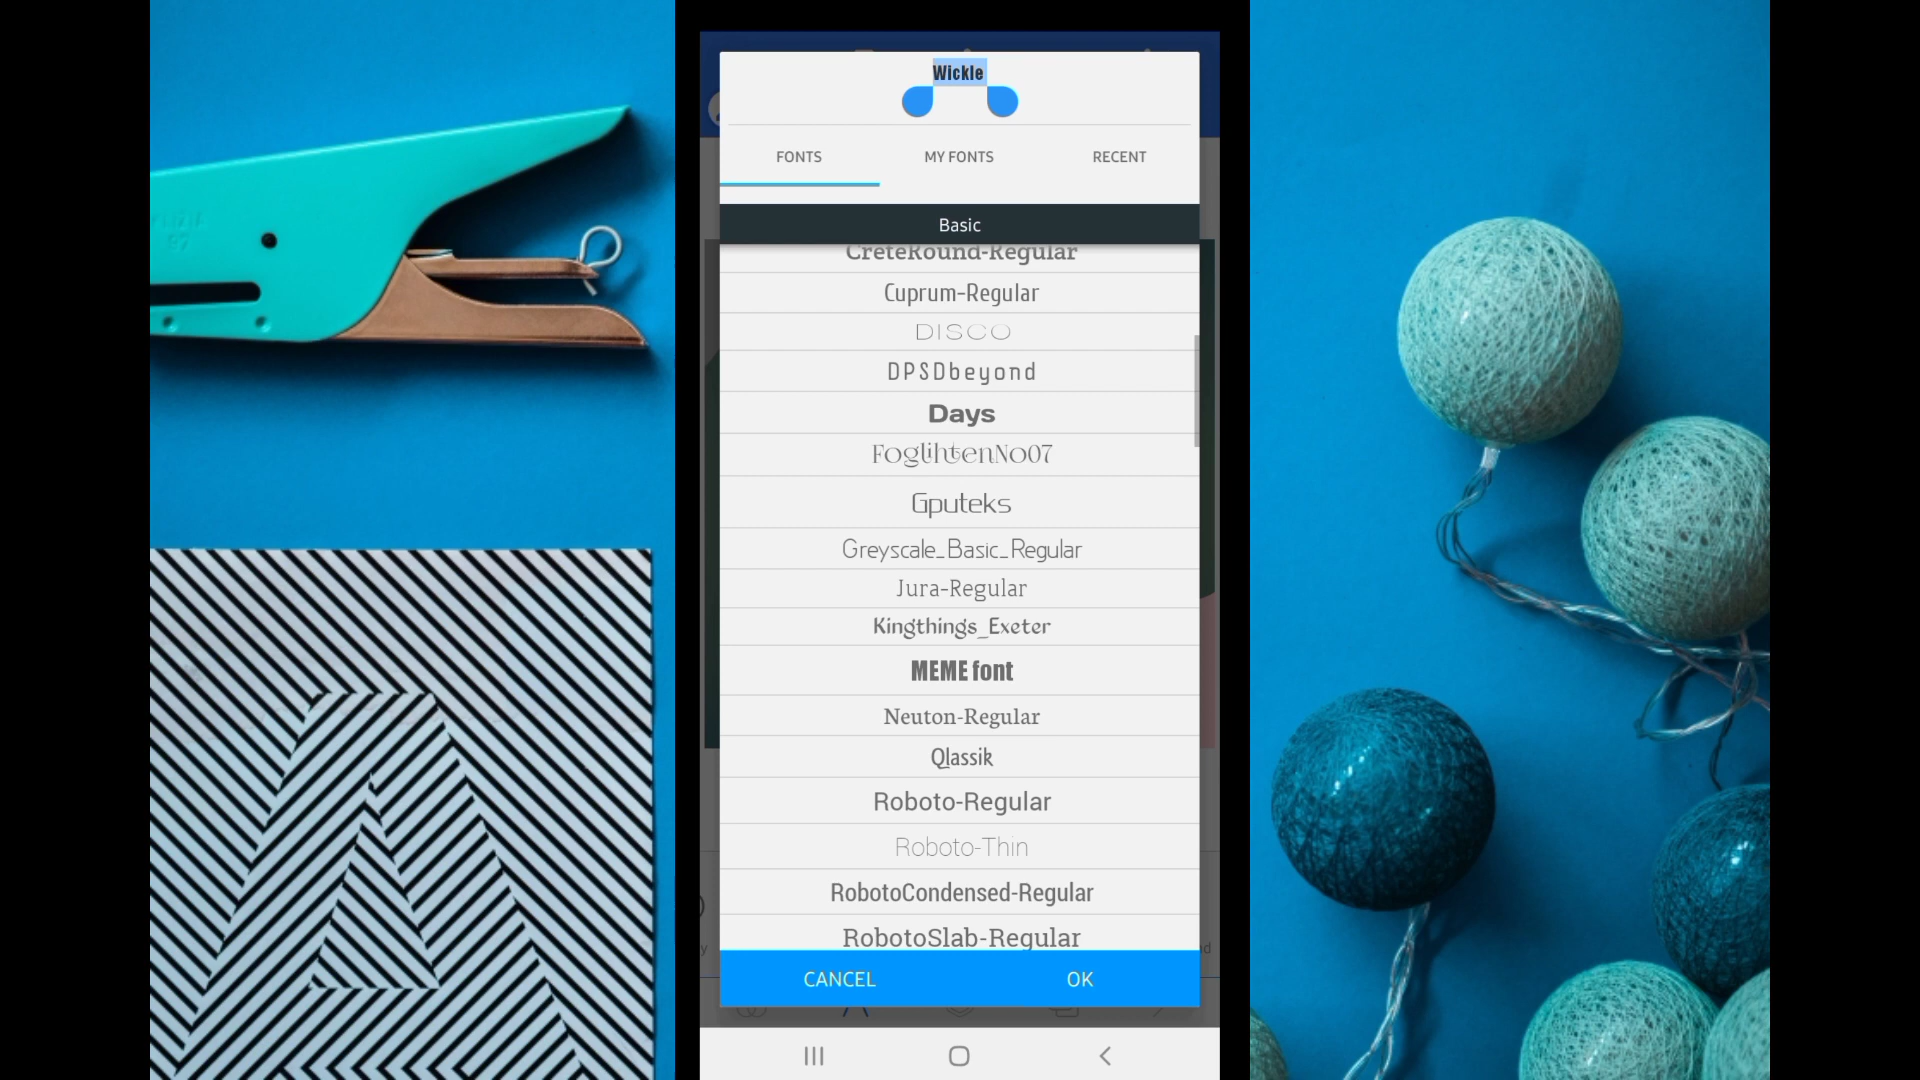 Wickle
FONTS
MY FONTS
RECENT
Basic
CreteRound-Regular
Cuprum-Regular
DISCO
DPSDbeyond
Days
FoglihtenNo07
Gputeks
Greyscale_Basic_Regular
Jura-Regular
Kingthings_Exeter
MEME font
Neuton-Regular
Qlassik
Roboto-Regular
Roboto-Thin
RobotoCondensed-Regular
RobotoSlab-Regular
CANCEL
OK